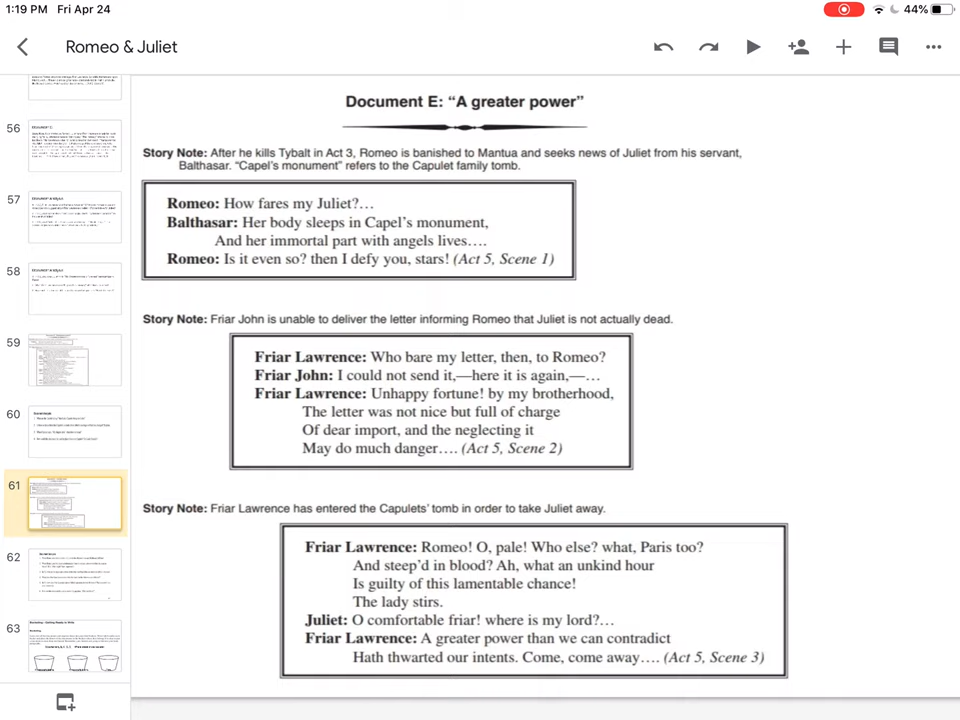 1:19 PM Fri Apr 24
44%
Romeo & Juliet
56
57
58
59
60
61
62
63
Document E: “A greater power”
Story Note: After he kills Tybalt in Act 3, Romeo is banished to Mantua and seeks news of Juliet from his servant,
Balthasar. “Capel’s monument” refers to the Capulet family tomb.
Romeo: How fares my Juliet?…
Balthasar: Her body sleeps in Capel’s monument,
And her immortal part with angels lives….
Romeo: Is it even so? then I defy you, stars! (Act 5, Scene 1)
Story Note: Friar John is unable to deliver the letter informing Romeo that Juliet is not actually dead.
Friar Lawrence: Who bare my letter, then, to Romeo?
Friar John: I could not send it,—here it is again,—…
Friar Lawrence: Unhappy fortune! by my brotherhood,
The letter was not nice but full of charge
Of dear import, and the neglecting it
May do much danger…. (Act 5, Scene 2)
Story Note: Friar Lawrence has entered the Capulets’ tomb in order to take Juliet away.
Friar Lawrence: Romeo! O, pale! Who else? what, Paris too?
And steep’d in blood? Ah, what an unkind hour
Is guilty of this lamentable chance!
The lady stirs.
Juliet: O comfortable friar! where is my lord?…
Friar Lawrence: A greater power than we can contradict
Hath thwarted our intents. Come, come away…. (Act 5, Scene 3)